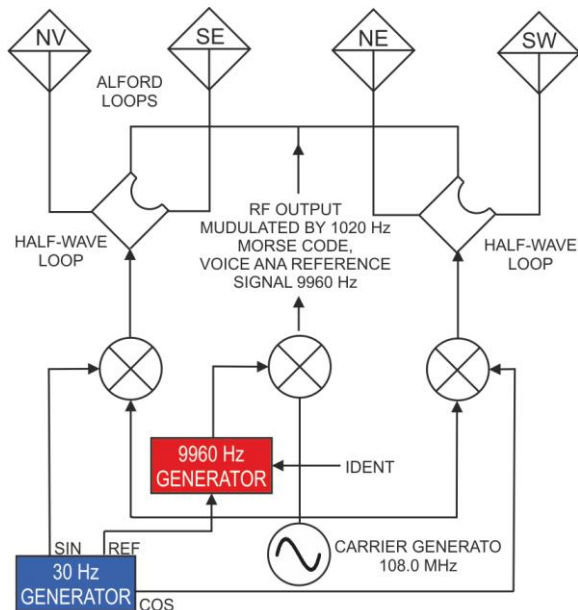 NV
SE
NE
SW
ALFORD
LOOPS
HALF-WAVE
LOOP
RF OUTPUT
MUDULATED BY 1020 Hz
MORSE CODE,
VOICE ANA REFERENCE
SIGNAL 9960 Hz
HALF-WAVE
LOOP
9960 Hz
GENERATOR
IDENT
SIN
REF
30 Hz
GENERATOR
COS
CARRIER GENERATO
108.0 MHz